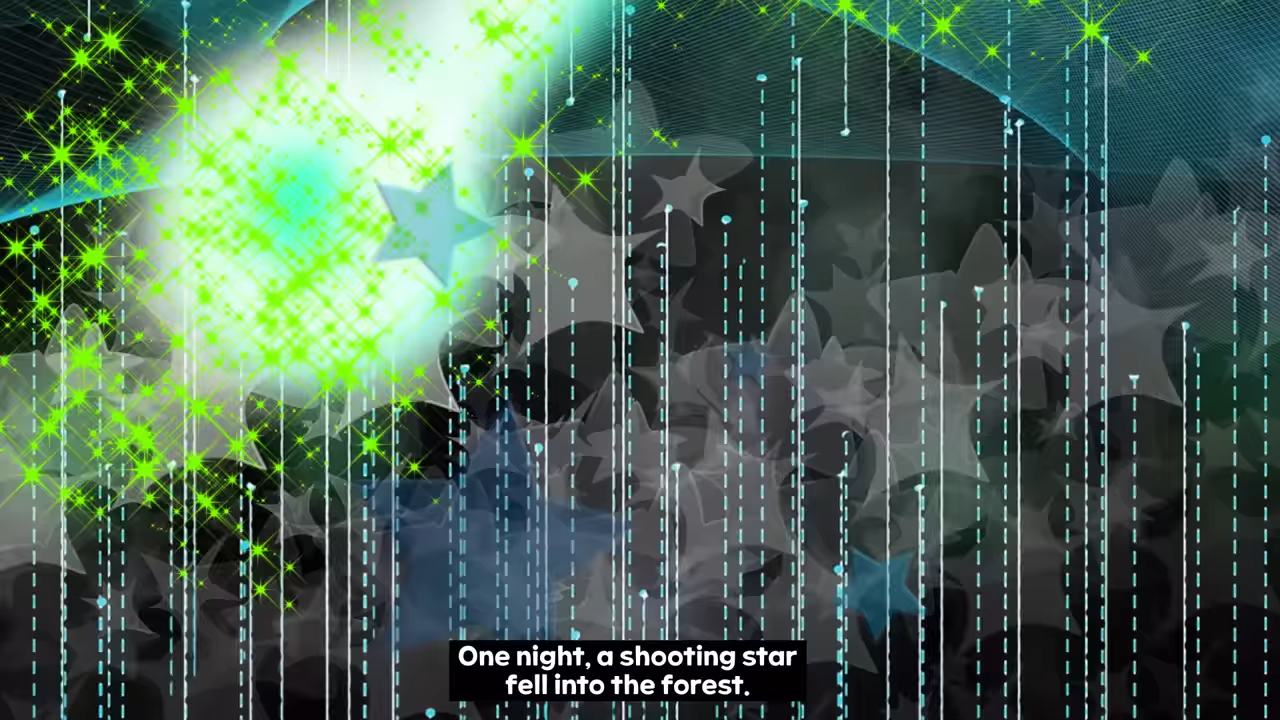 One night, a shooting star
fell into the forest.